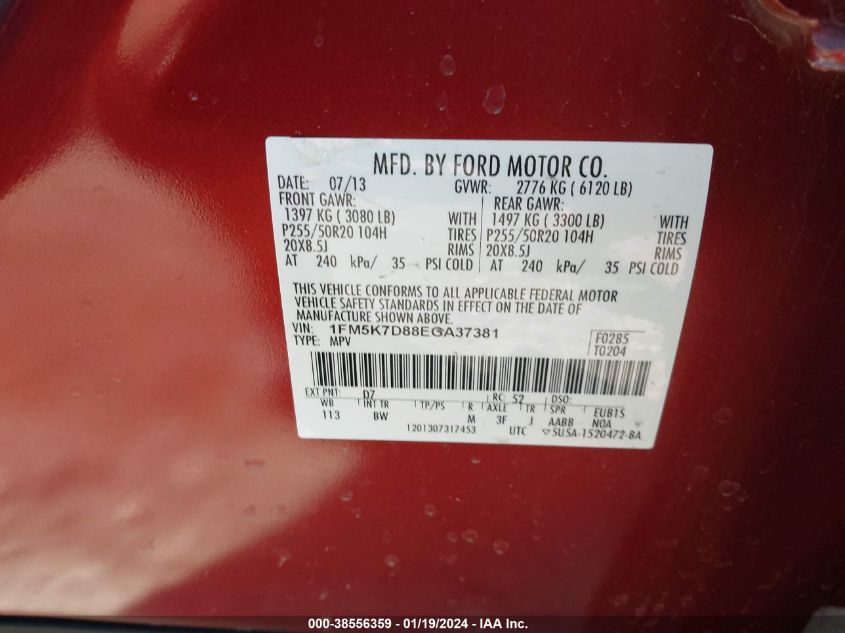 MFD. BY FORD MOTOR CO.
DATE: 07/13 GVWR: 2776 KG ( 6120 LB)
FRONT GAWR: REAR GAWR:
1397 KG ( 3080 LB) WITH 1497 KG ( 3300 LB) WITH
P255/50R20 104H TIRES P255/50R20 104H TIRES
20X8.5J RIMS 20X8.5J RIMS
AT 240 kPa/ 35 PSI COLD AT 240 kPa/ 35 PSI COLD
THIS VEHICLE CONFORMS TO ALL APPLICABLE FEDERAL MOTOR
VEHICLE SAFETY STANDARDS IN EFFECT ON THE DATE OF
MANUFACTURE SHOWN ABOVE.
VIN: 1FM5K7D88EGA37381
TYPE: MPV
F0285
T0204
EXT PNT: DZ RC: 52 DSO:
WB INT TR TP/PS R AXLE TR SPR EUB1S
113 BW M 3F J AABB NOA
1201307317453 UTC 5U5A-1520472-BA
000-38556359 — 01/19/2024 — IAA Inc.